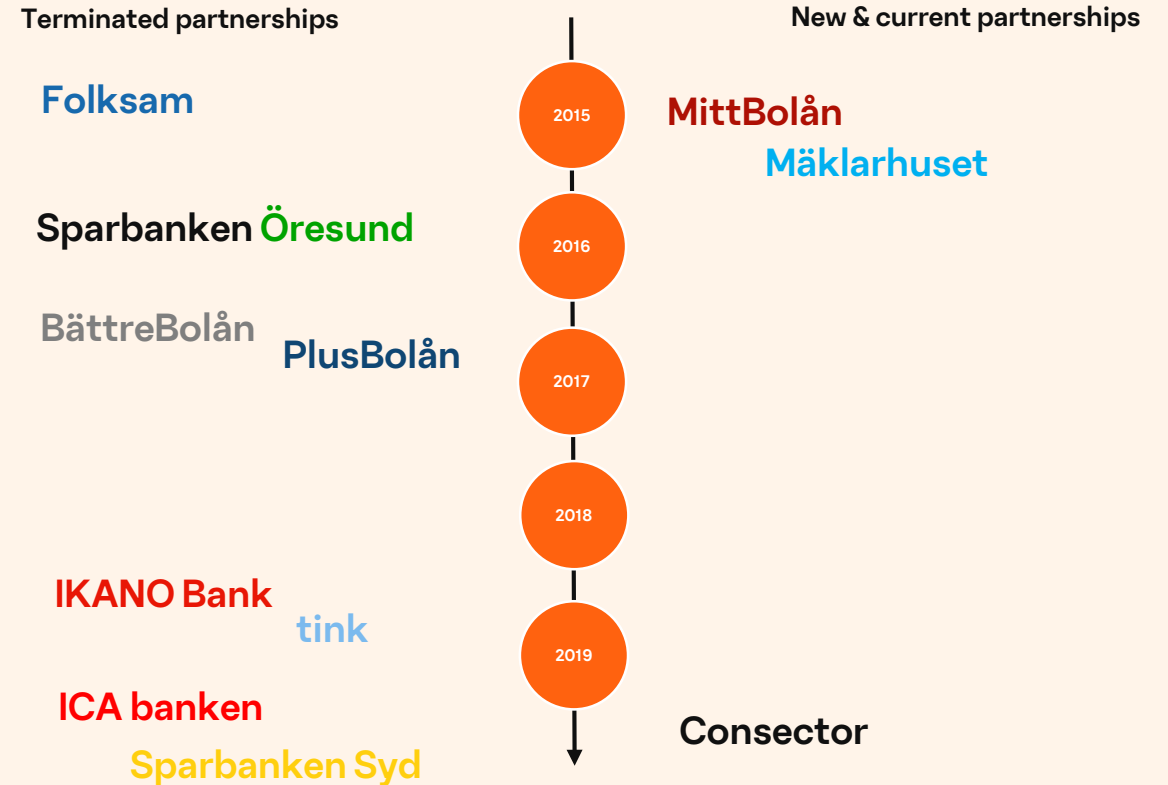 Terminated partnerships
New & current partnerships
Folksam
2015
MittBolån
Mäklarhuset
Sparbanken Öresund
2016
BättreBolån
PlusBolån
2017
2018
IKANO Bank
tink
2019
ICA banken
Consector
Sparbanken Syd